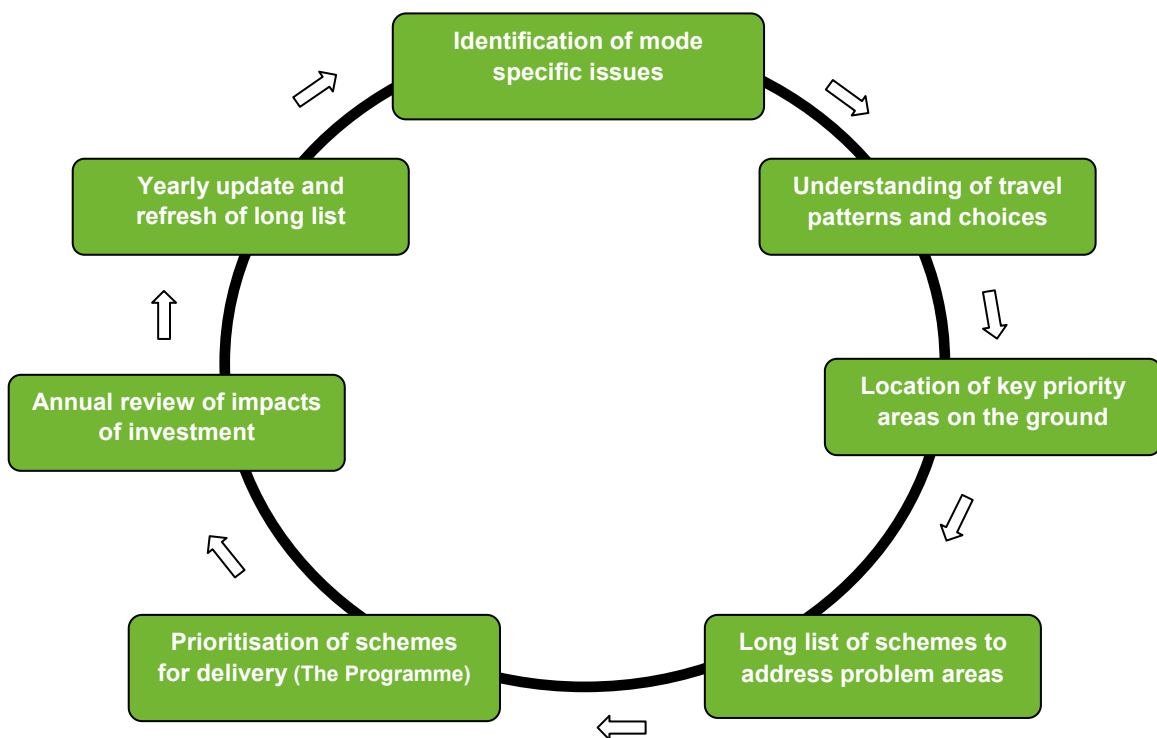 Identification of mode
specific issues
Understanding of travel
patterns and choices
Location of key priority
areas on the ground
Long list of schemes to
address problem areas
Prioritisation of schemes
for delivery (The Programme)
Annual review of impacts
of investment
Yearly update and
refresh of long list